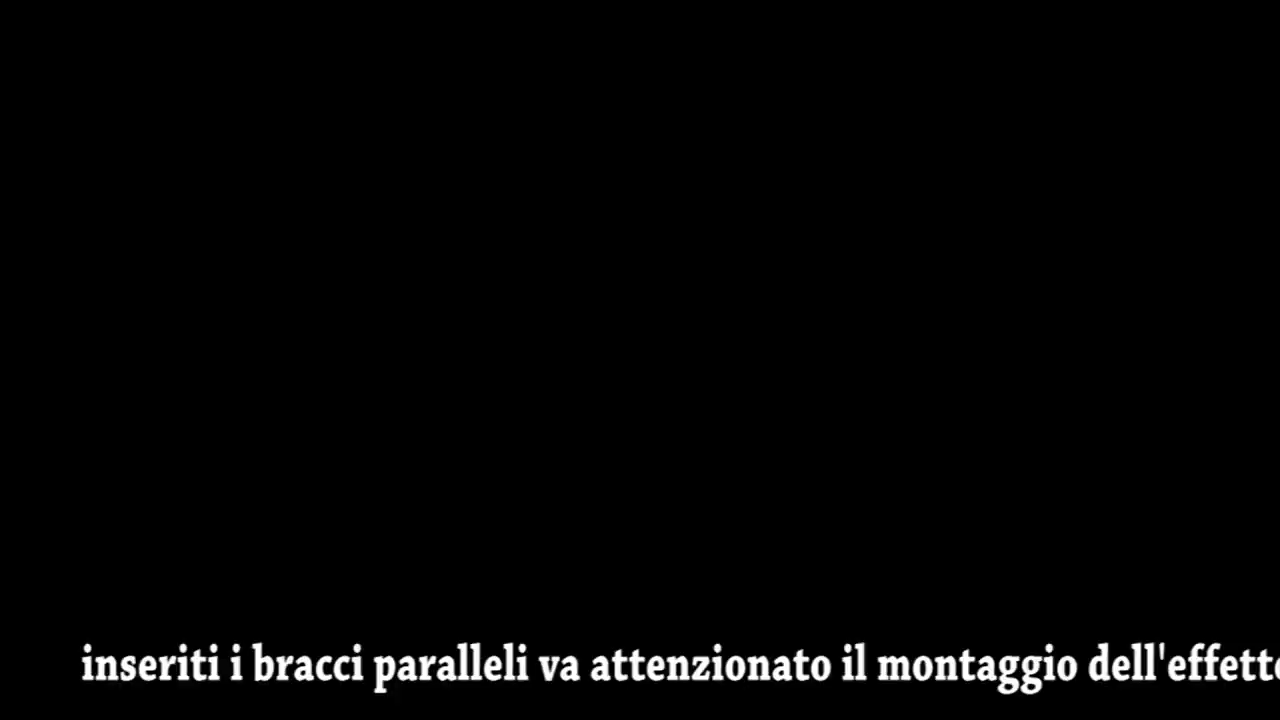 inseriti i bracci paralleli va attenzionato il montaggio dell'effetto